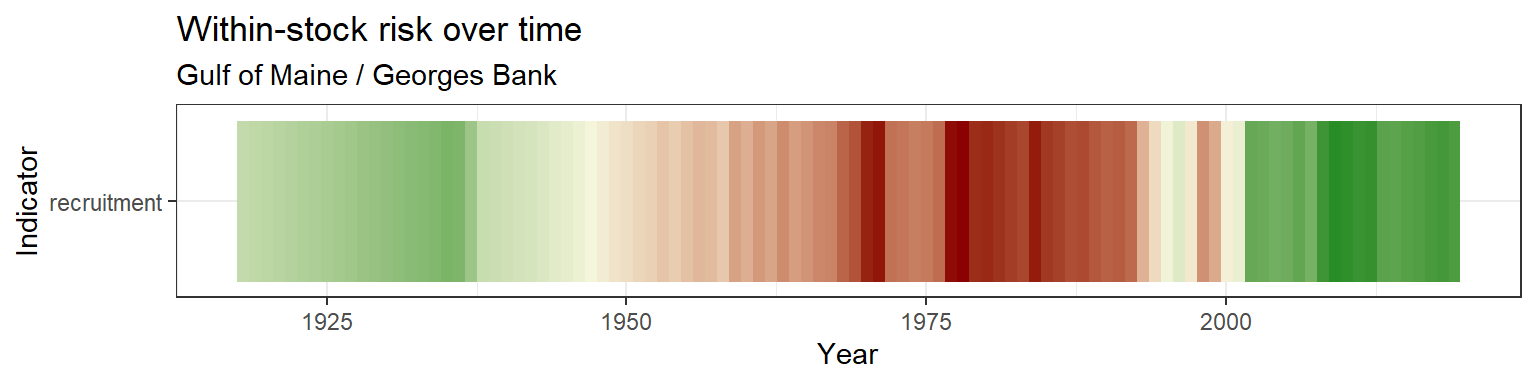 Within-stock risk over time
Gulf of Maine / Georges Bank
Indicator
recruitment
1925 1950 1975 2000
Year